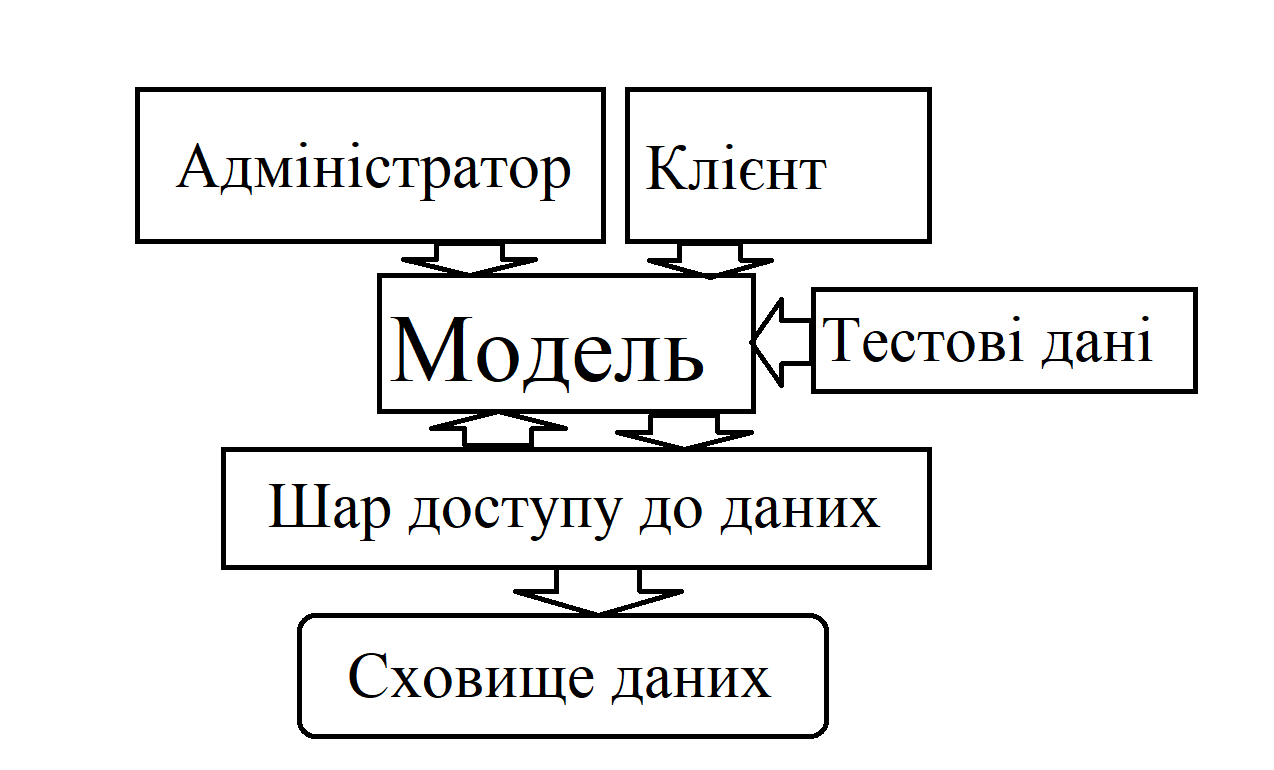 Адміністратор
Клієнт
Модель
Тестові дані
Шар доступу до даних
Сховище даних